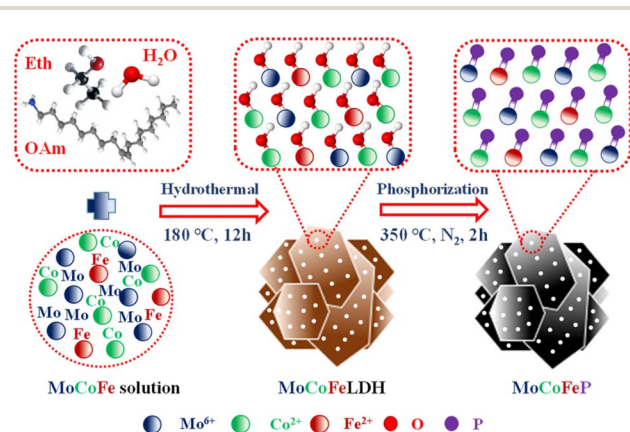 Eth
H₂O
OAm
Hydrothermal
180 °C, 12h
Phosphorization
350 °C, N₂, 2h
Co
Fe
Mo
Co
Mo
Mo
Co
Co
Mo
Mo
Fe
Fe
Co
Mo
MoCoFe solution
MoCoFeLDH
MoCoFeP
Mo⁶⁺
Co²⁺
Fe²⁺
O
P